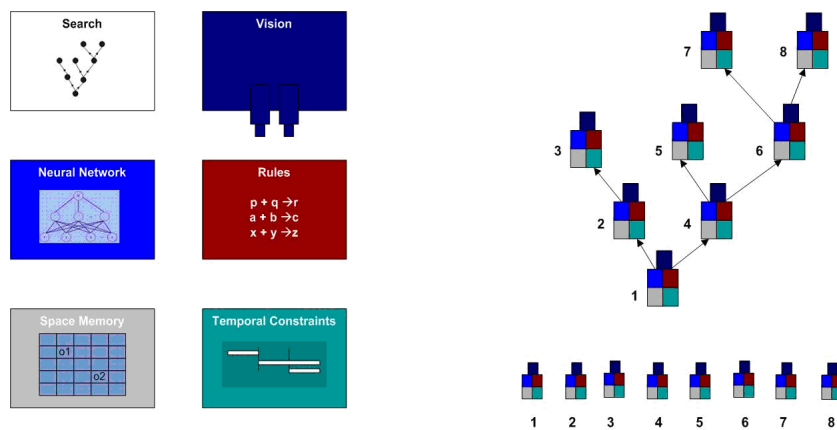 Search
Vision
Neural Network
Rules
p + q →r
a + b →c
x + y →z
Space Memory
o1
o2
Temporal Constraints
7
8
3
5
6
2
4
1
1 2 3 4 5 6 7 8